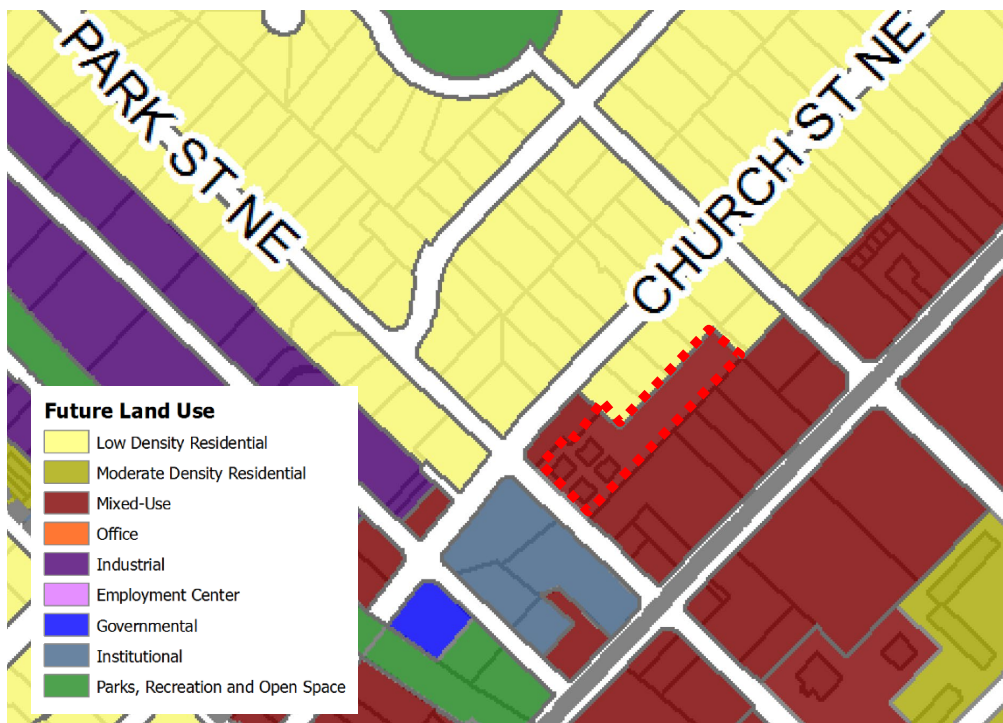 PARK ST NE
CHURCH ST NE
Future Land Use
Low Density Residential
Moderate Density Residential
Mixed-Use
Office
Industrial
Employment Center
Governmental
Institutional
Parks, Recreation and Open Space